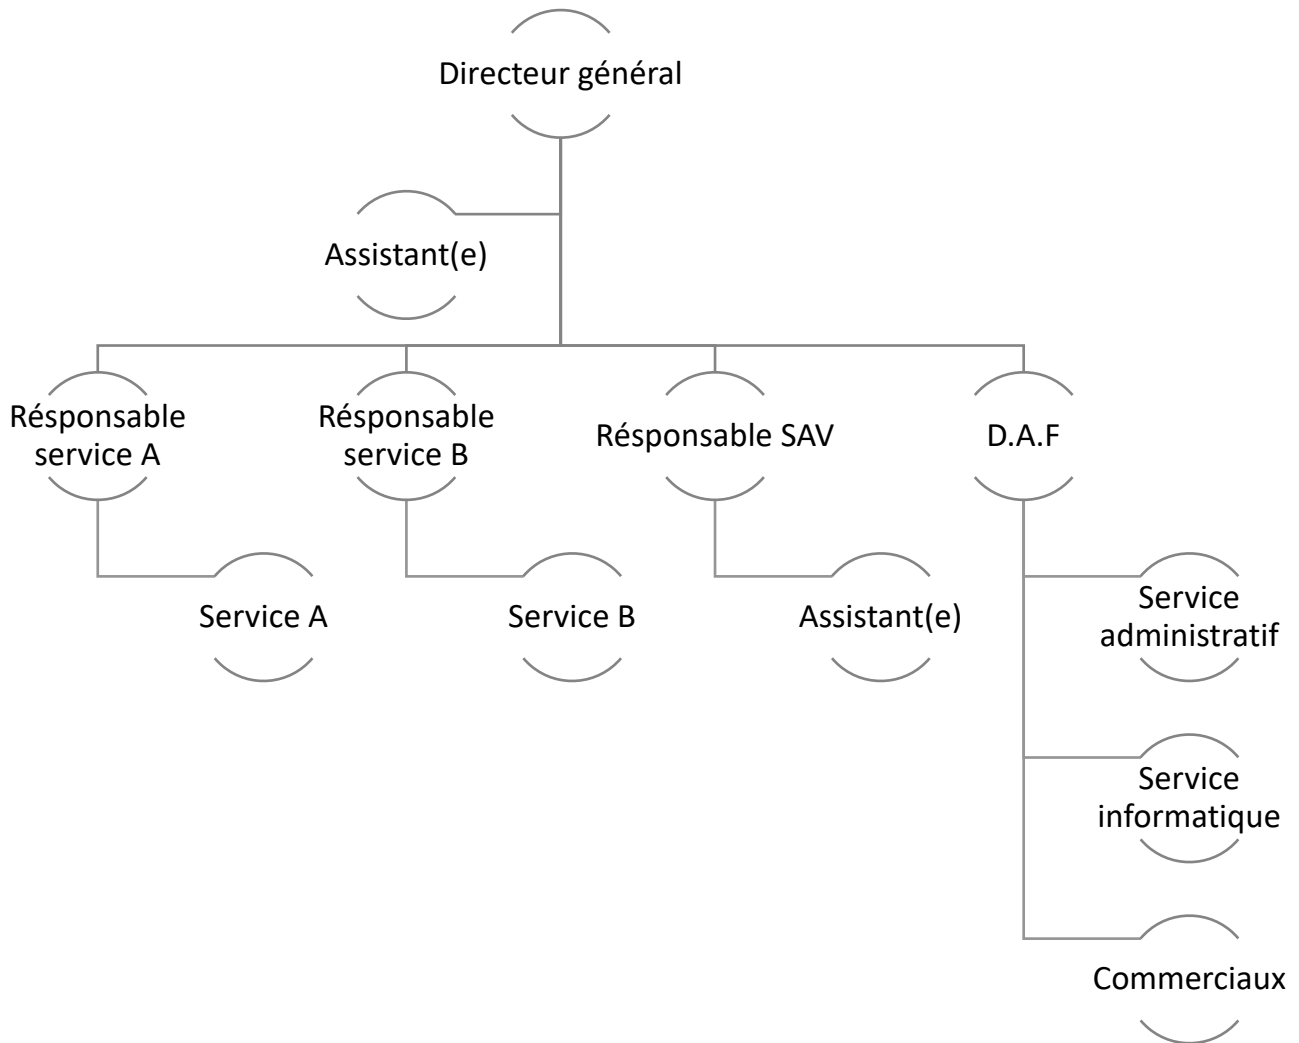 Directeur général
Assistant(e)
Résponsable
service A
Résponsable
service B
Résponsable SAV
D.A.F
Service A
Service B
Assistant(e)
Service
administratif
Service
informatique
Commerciaux